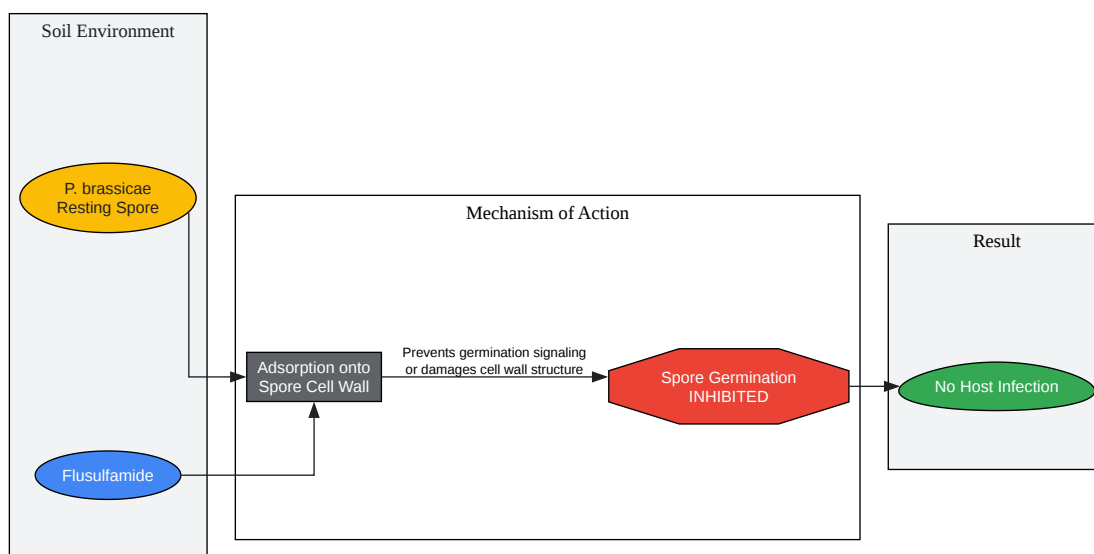 Soil Environment
P. brassicae
Resting Spore
Flusulfamide
Mechanism of Action
Adsorption onto
Spore Cell Wall
Prevents germination signaling
or damages cell wall structure
Spore Germination
INHIBITED
Result
No Host Infection